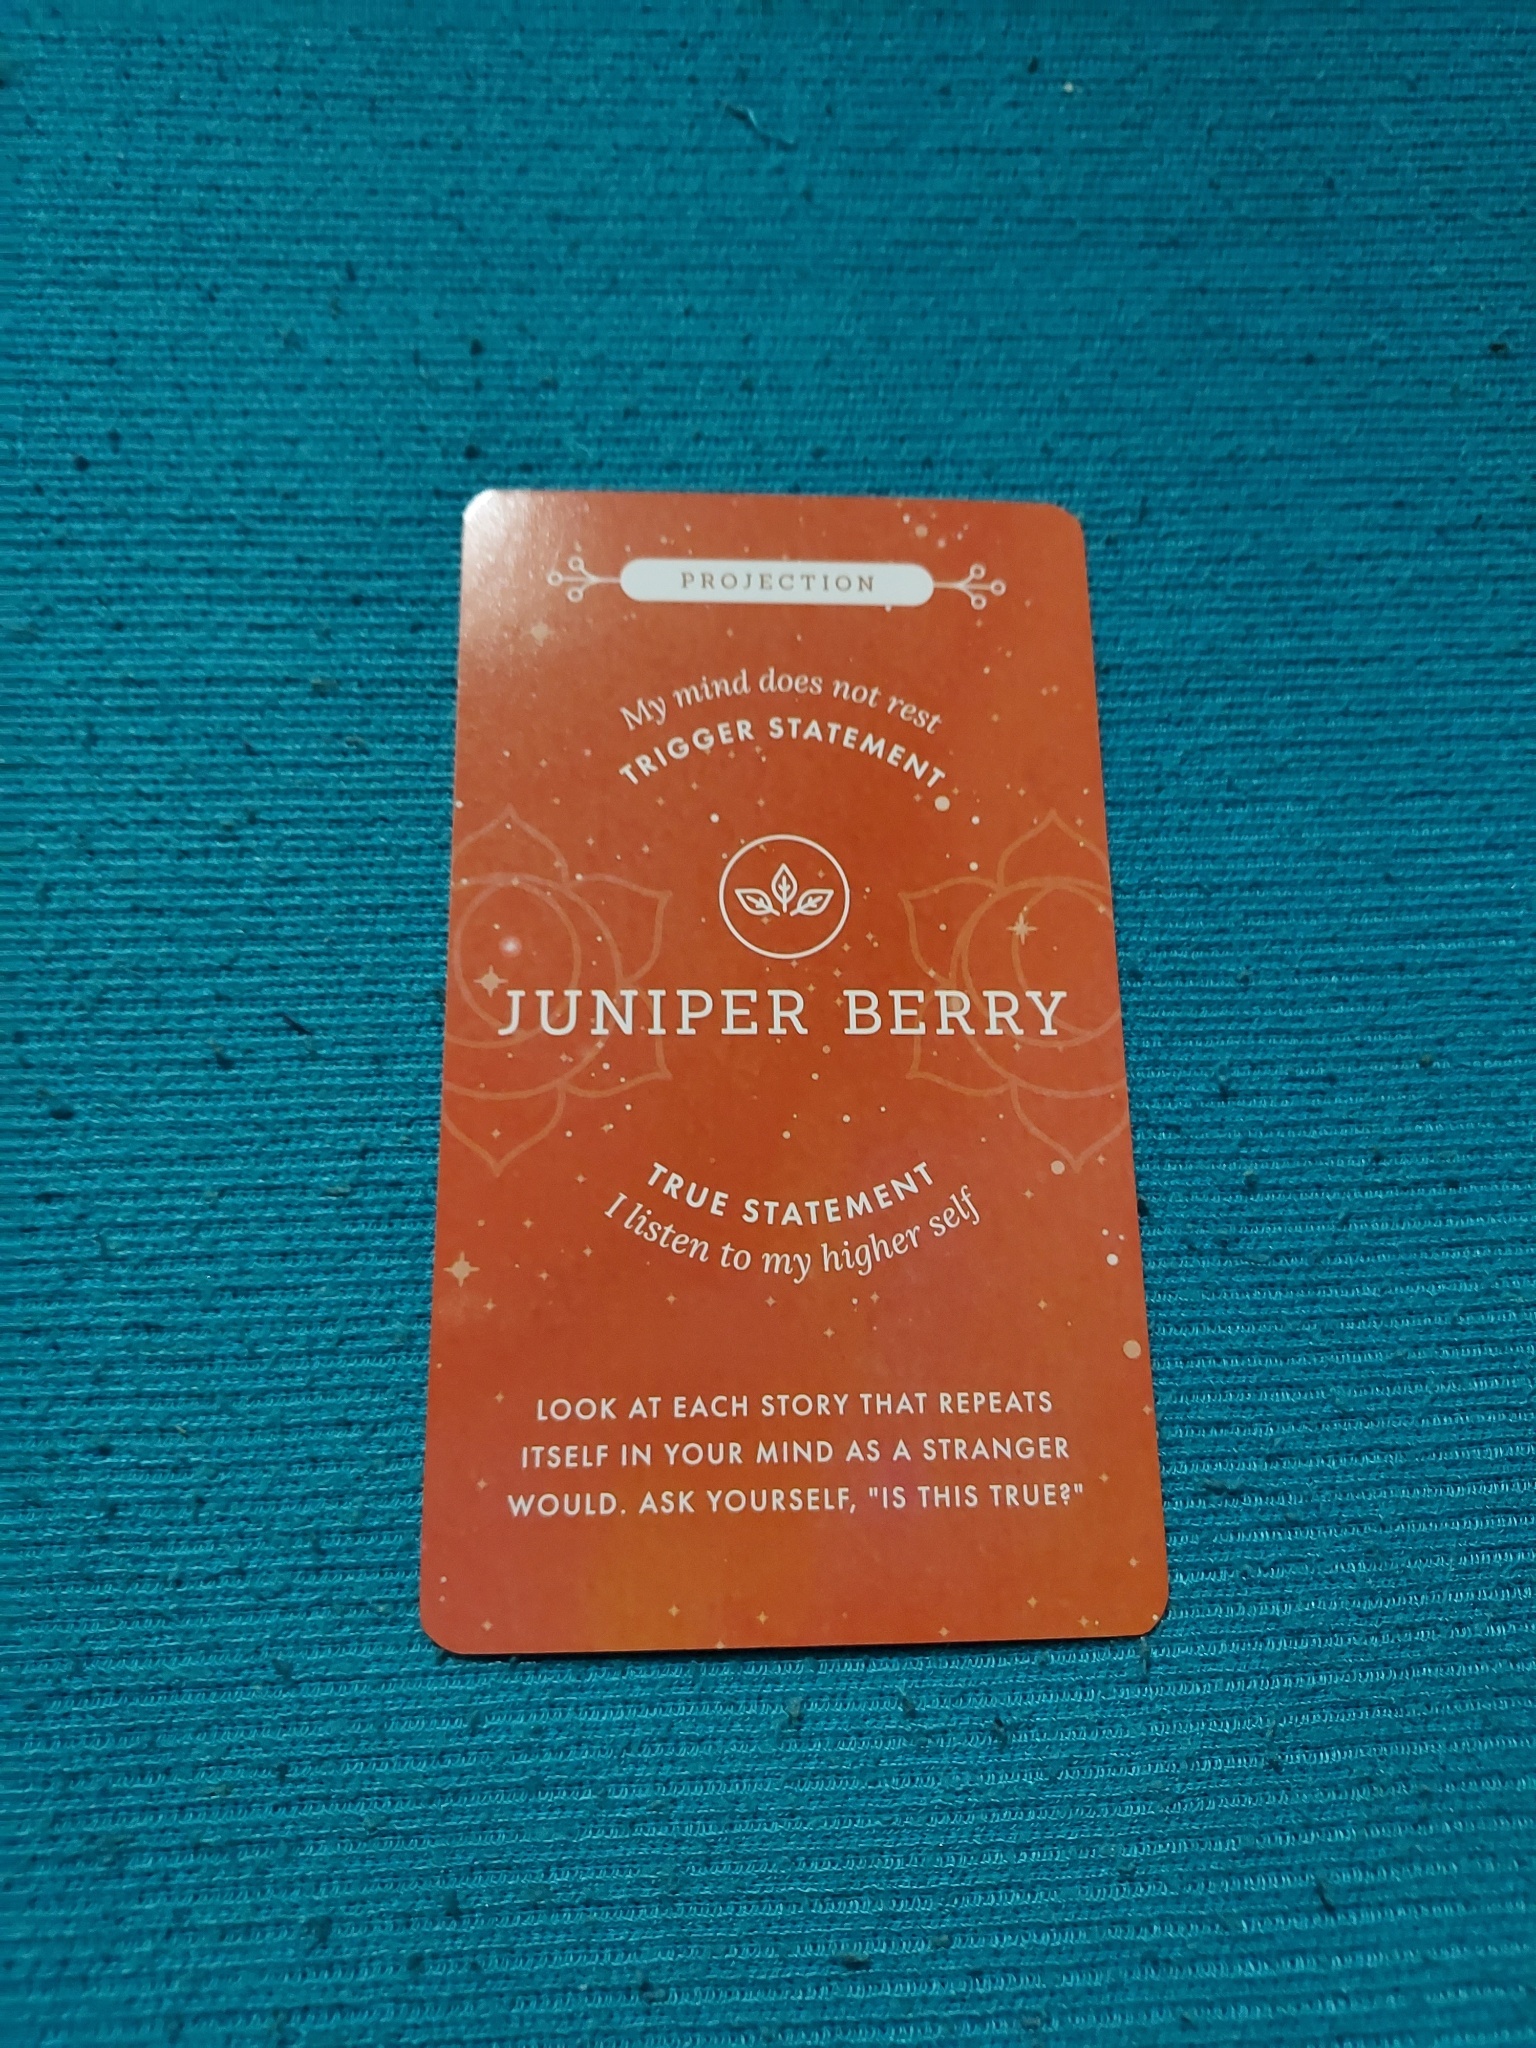 PROJECTION
My mind does not rest
TRIGGER STATEMENT
JUNIPER BERRY
TRUE STATEMENT
I listen to my higher self
LOOK AT EACH STORY THAT REPEATS
ITSELF IN YOUR MIND AS A STRANGER
WOULD. ASK YOURSELF, "IS THIS TRUE?"